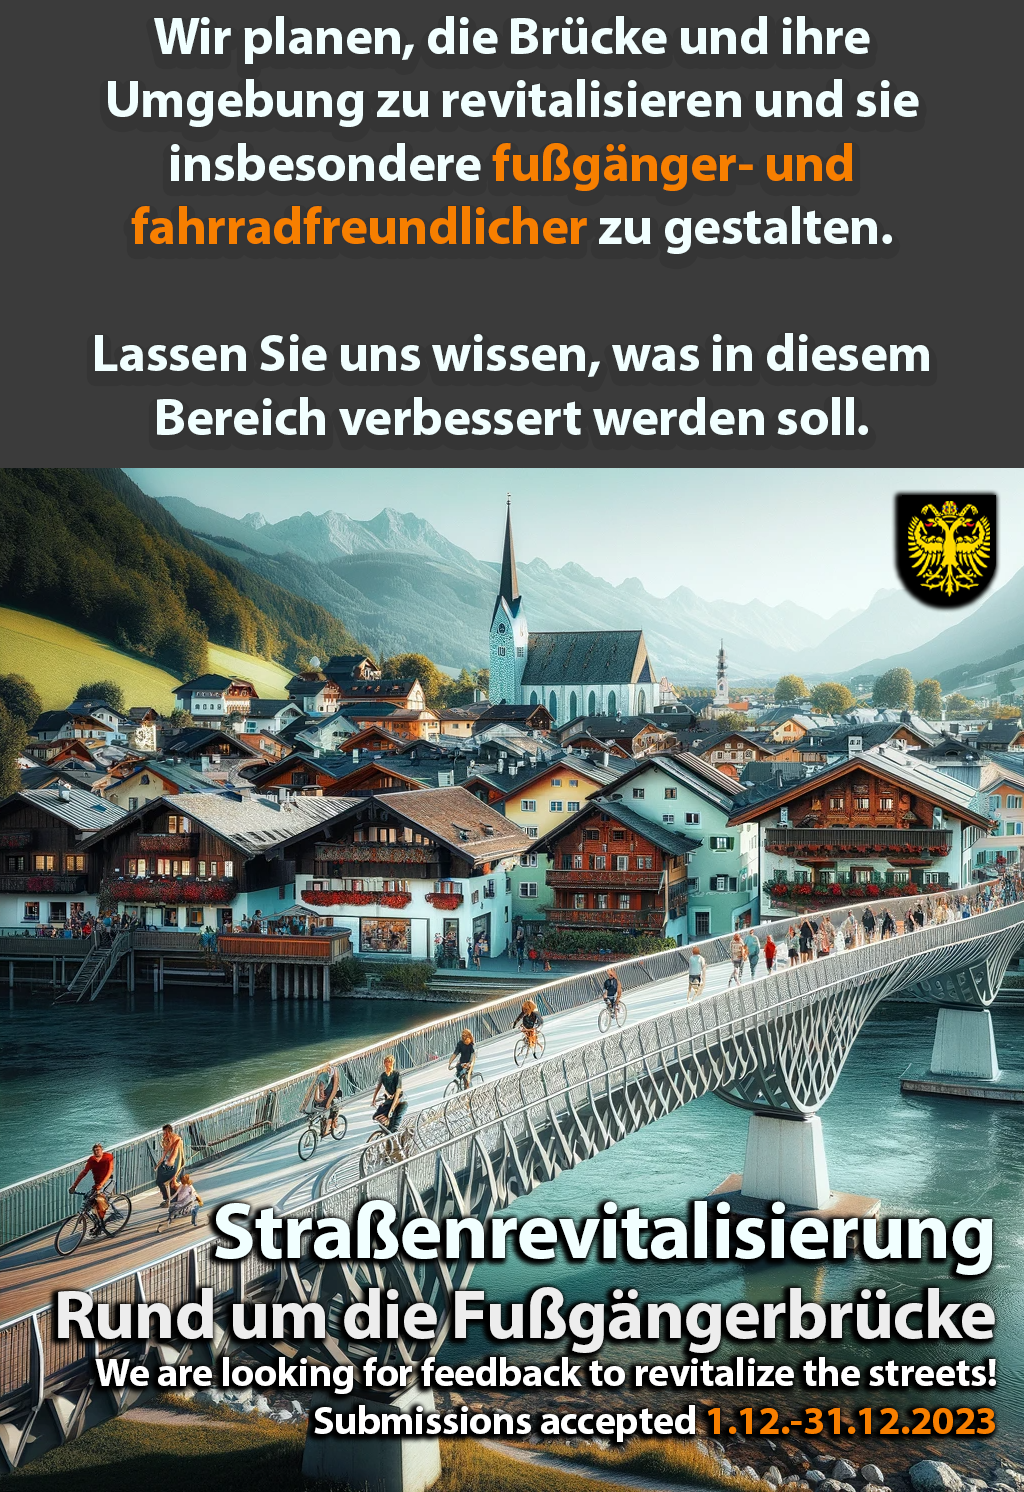 Wir planen, die Brücke und ihre
Umgebung zu revitalisieren und sie
insbesondere fußgänger- und
fahrradfreundlicher zu gestalten.
Lassen Sie uns wissen, was in diesem
Bereich verbessert werden soll.
Straßenrevitalisierung
Rund um die Fußgängerbrücke
We are looking for feedback to revitalize the streets!
Submissions accepted 1.12.-31.12.2023